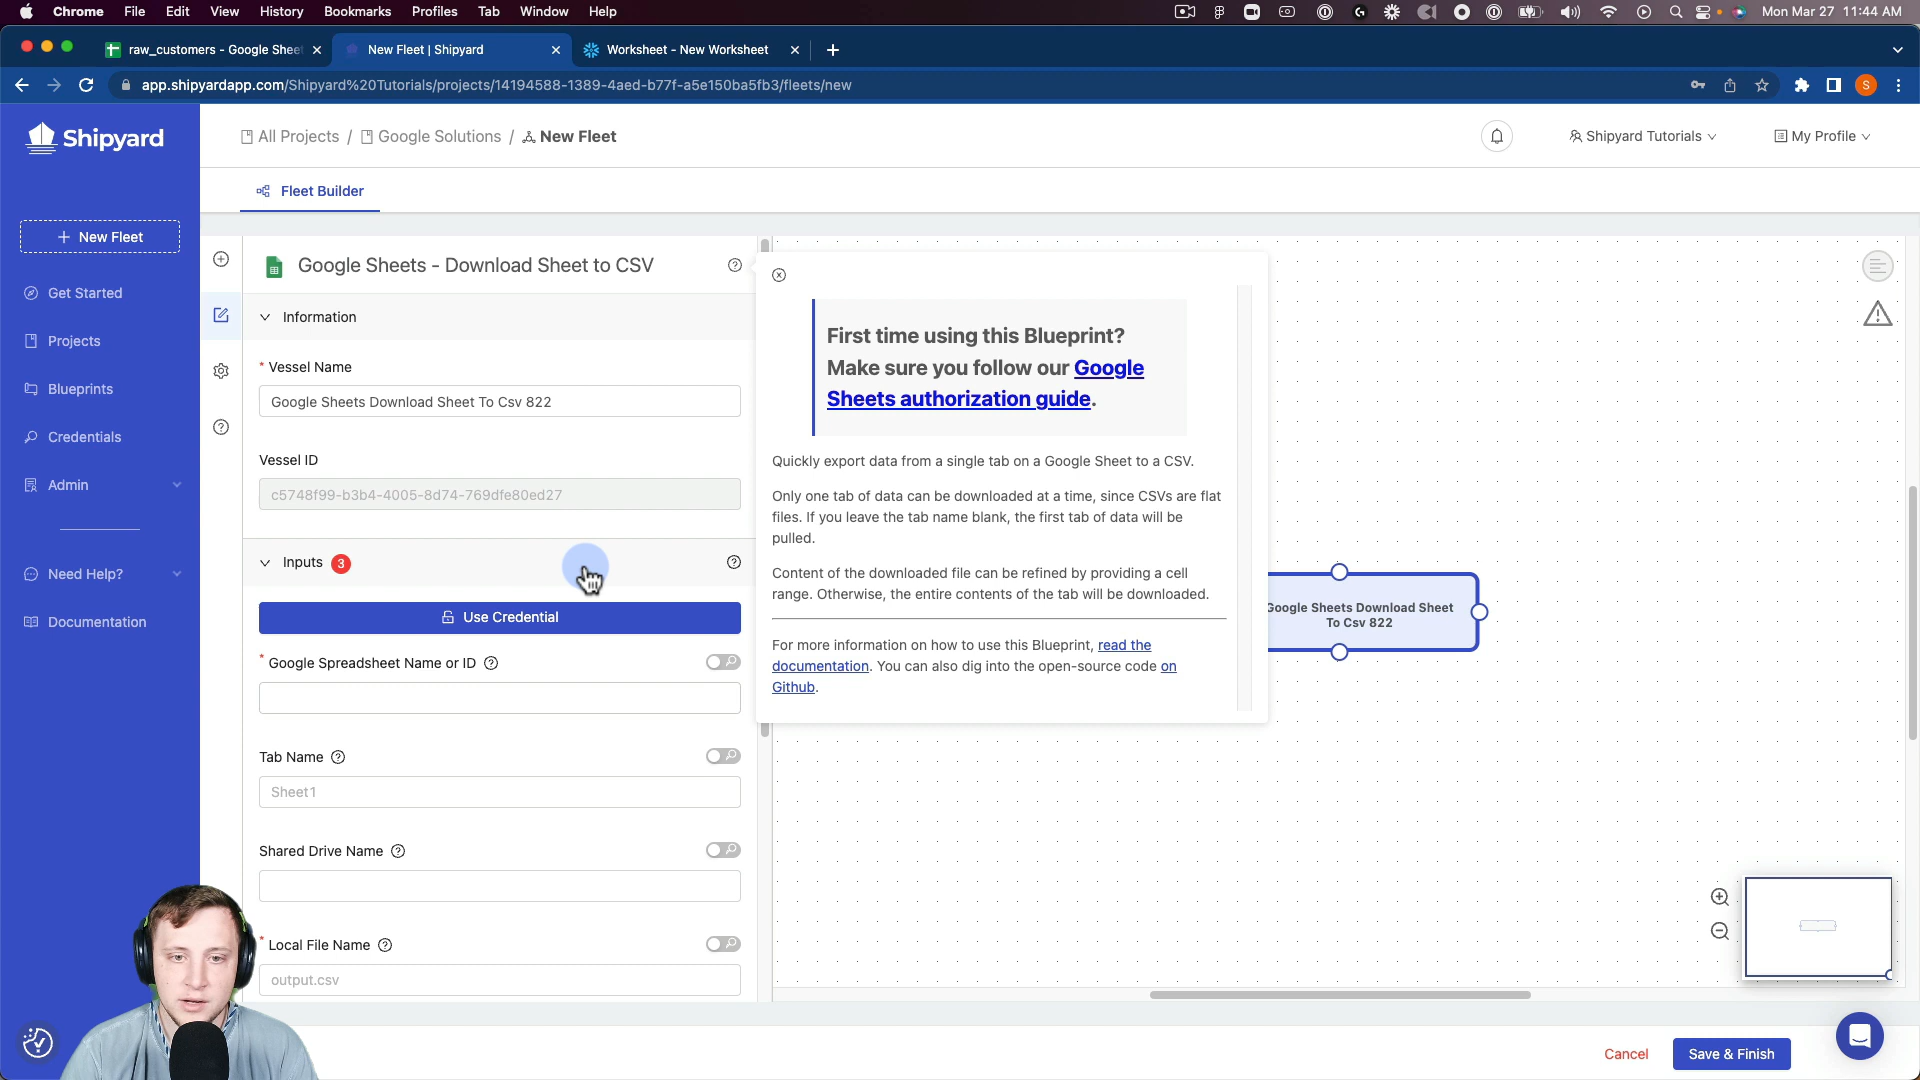 Chrome File Edit View History Bookmarks Profiles Tab Window Help Mon Mar 27 11:44 AM
raw_customers - Google Shee
New Fleet | Shipyard
Worksheet - New Worksheet
app.shipyardapp.com/Shipyard%20Tutorials/projects/14194588-1389-4aed-b77f-a5e150ba5fb3/fleets/new
S
Shipyard
All Projects / Google Solutions / New Fleet
Shipyard Tutorials
My Profile
Fleet Builder
+ New Fleet
Get Started
Projects
Blueprints
Credentials
Admin
Need Help?
Documentation
Google Sheets - Download Sheet to CSV
Information
* Vessel Name
Google Sheets Download Sheet To Csv 822
Vessel ID
c5748f99-b3b4-4005-8d74-769dfe80ed27
Inputs 3
Use Credential
* Google Spreadsheet Name or ID
Tab Name
Sheet1
Shared Drive Name
* Local File Name
output.csv
First time using this Blueprint?
Make sure you follow our Google
Sheets authorization guide.
Quickly export data from a single tab on a Google Sheet to a CSV.
Only one tab of data can be downloaded at a time, since CSVs are flat
files. If you leave the tab name blank, the first tab of data will be
pulled.
Content of the downloaded file can be refined by providing a cell
range. Otherwise, the entire contents of the tab will be downloaded.
For more information on how to use this Blueprint, read the
documentation. You can also dig into the open-source code on
Github.
Google Sheets Download Sheet
To Csv 822
Cancel
Save & Finish